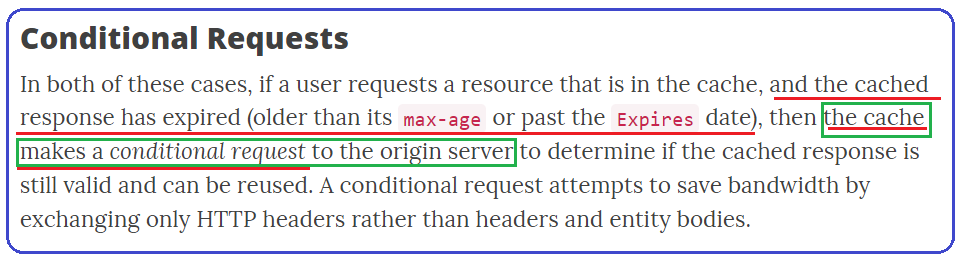 Conditional Requests
In both of these cases, if a user requests a resource that is in the cache, and the cached
response has expired (older than its max-age or past the Expires date), then the cache
makes a conditional request to the origin server to determine if the cached response is
still valid and can be reused. A conditional request attempts to save bandwidth by
exchanging only HTTP headers rather than headers and entity bodies.